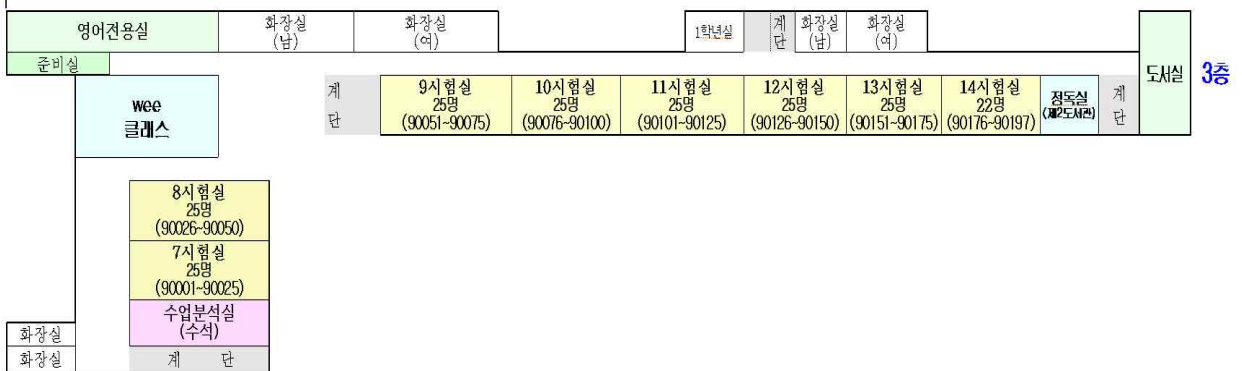 영어전용실
화장실
(남)
화장실
(여)
1학년실
계
단
화장실
(남)
화장실
(여)
도서실
3층
준비실
wee
클래스
계
단
9시험실
25명
(90051~90075)
10시험실
25명
(90076~90100)
11시험실
25명
(90101~90125)
12시험실
25명
(90126~90150)
13시험실
25명
(90151~90175)
14시험실
22명
(90176~90197)
정독실
(제2도서관)
계
단
8시험실
25명
(90026~90050)
7시험실
25명
(90001~90025)
수업분석실
(수석)
화장실
화장실
계 단